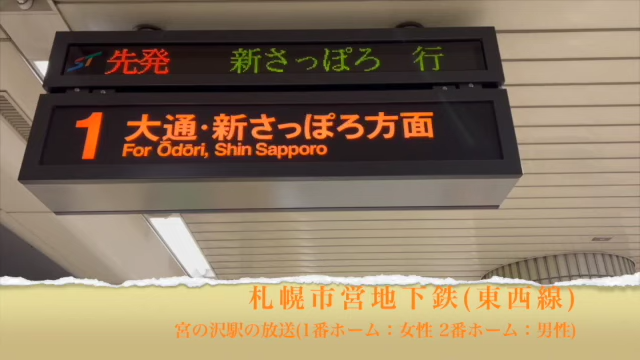 ST 先発 新さっぽろ 行
1 大通・新さっぽろ方面
For Ōdōri, Shin Sapporo
札幌市営地下鉄(東西線)
宮の沢駅の放送(1番ホーム：女性 2番ホーム：男性)